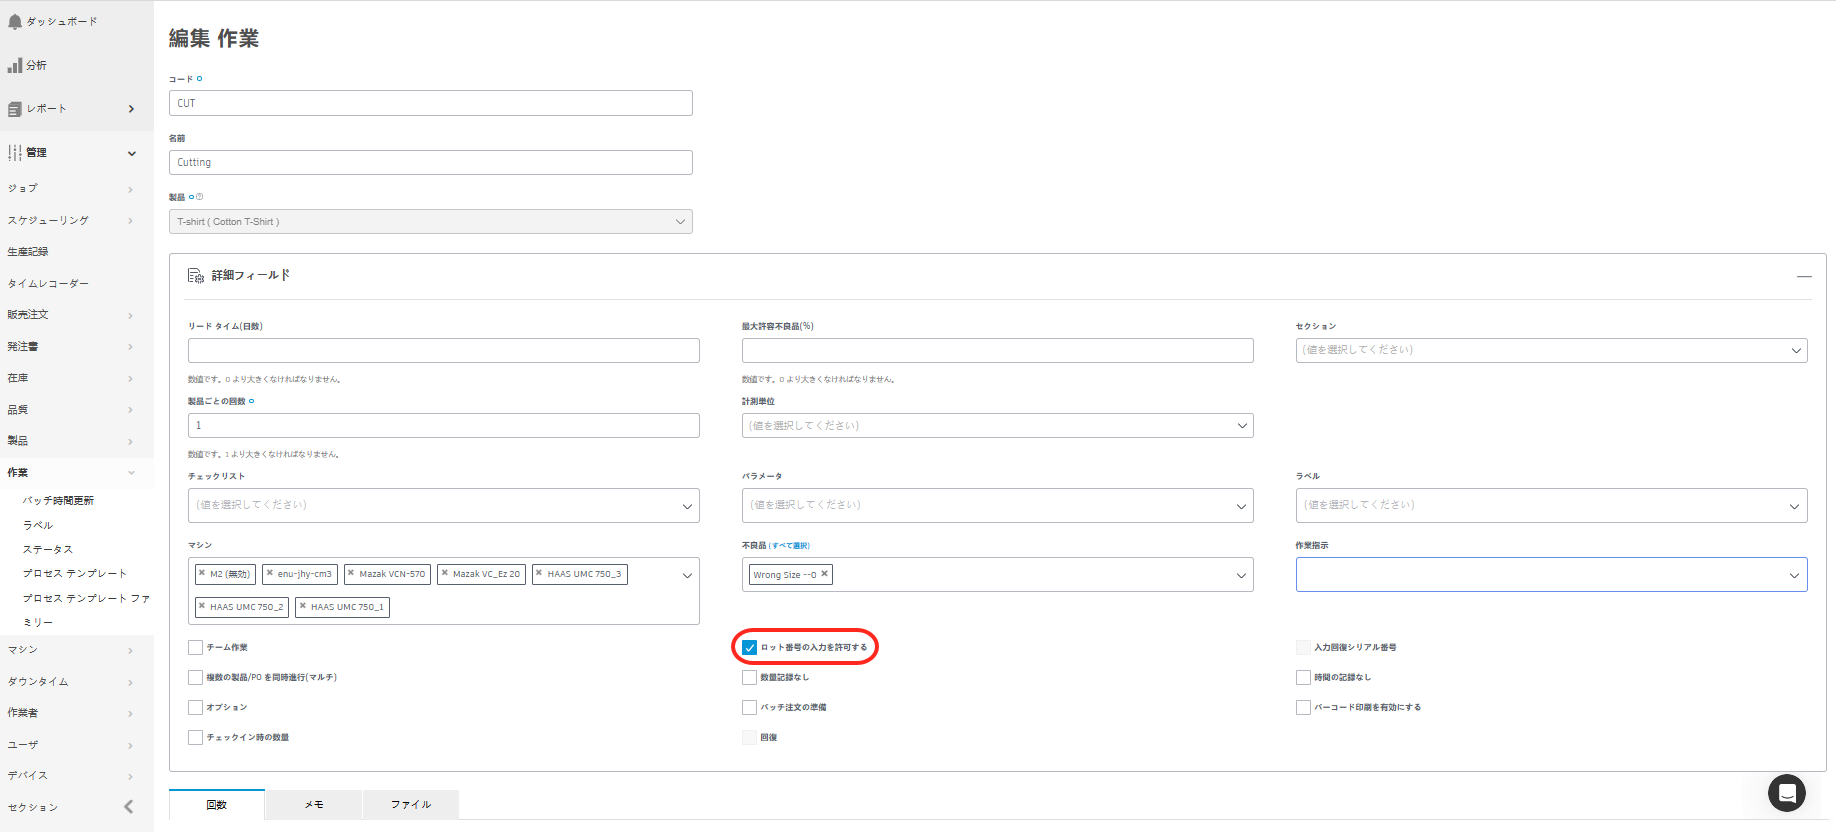 ダッシュボード
分析
レポート
管理
ジョブ
スケジューリング
生産記録
タイムレコーダー
販売注文
発注書
在庫
品質
製品
作業
バッチ時間更新
ラベル
ステータス
プロセス テンプレート
プロセス テンプレート ファ
ミリー
マシン
ダウンタイム
作業者
ユーザ
デバイス
セクション
編集 作業
コード
CUT
名前
Cutting
製品
T-shirt ( Cotton T-Shirt )
詳細フィールド
リード タイム(日数)
最大許容不良品(%)
セクション
(値を選択してください)
数値です。0 より大きくなければなりません。
数値です。0 より大きくなければなりません。
製品ごとの回数
計測単位
1
(値を選択してください)
数値です。1 より大きくなければなりません。
チェックリスト
パラメータ
ラベル
(値を選択してください)
(値を選択してください)
(値を選択してください)
マシン
不良品 (すべて選択)
作業指示
× M2 (無効) × enu-jhy-cm3 × Mazak VCN-570 × Mazak VC_Ez 20 × HAAS UMC 750_3
Wrong Size --0 ×
× HAAS UMC 750_2 × HAAS UMC 750_1
チーム作業
ロット番号の入力を許可する
入力回復シリアル番号
複数の製品/PO を同時進行(マルチ)
数量記録なし
時間の記録なし
オプション
バッチ注文の準備
バーコード印刷を有効にする
チェックイン時の数量
回復
回数
メモ
ファイル